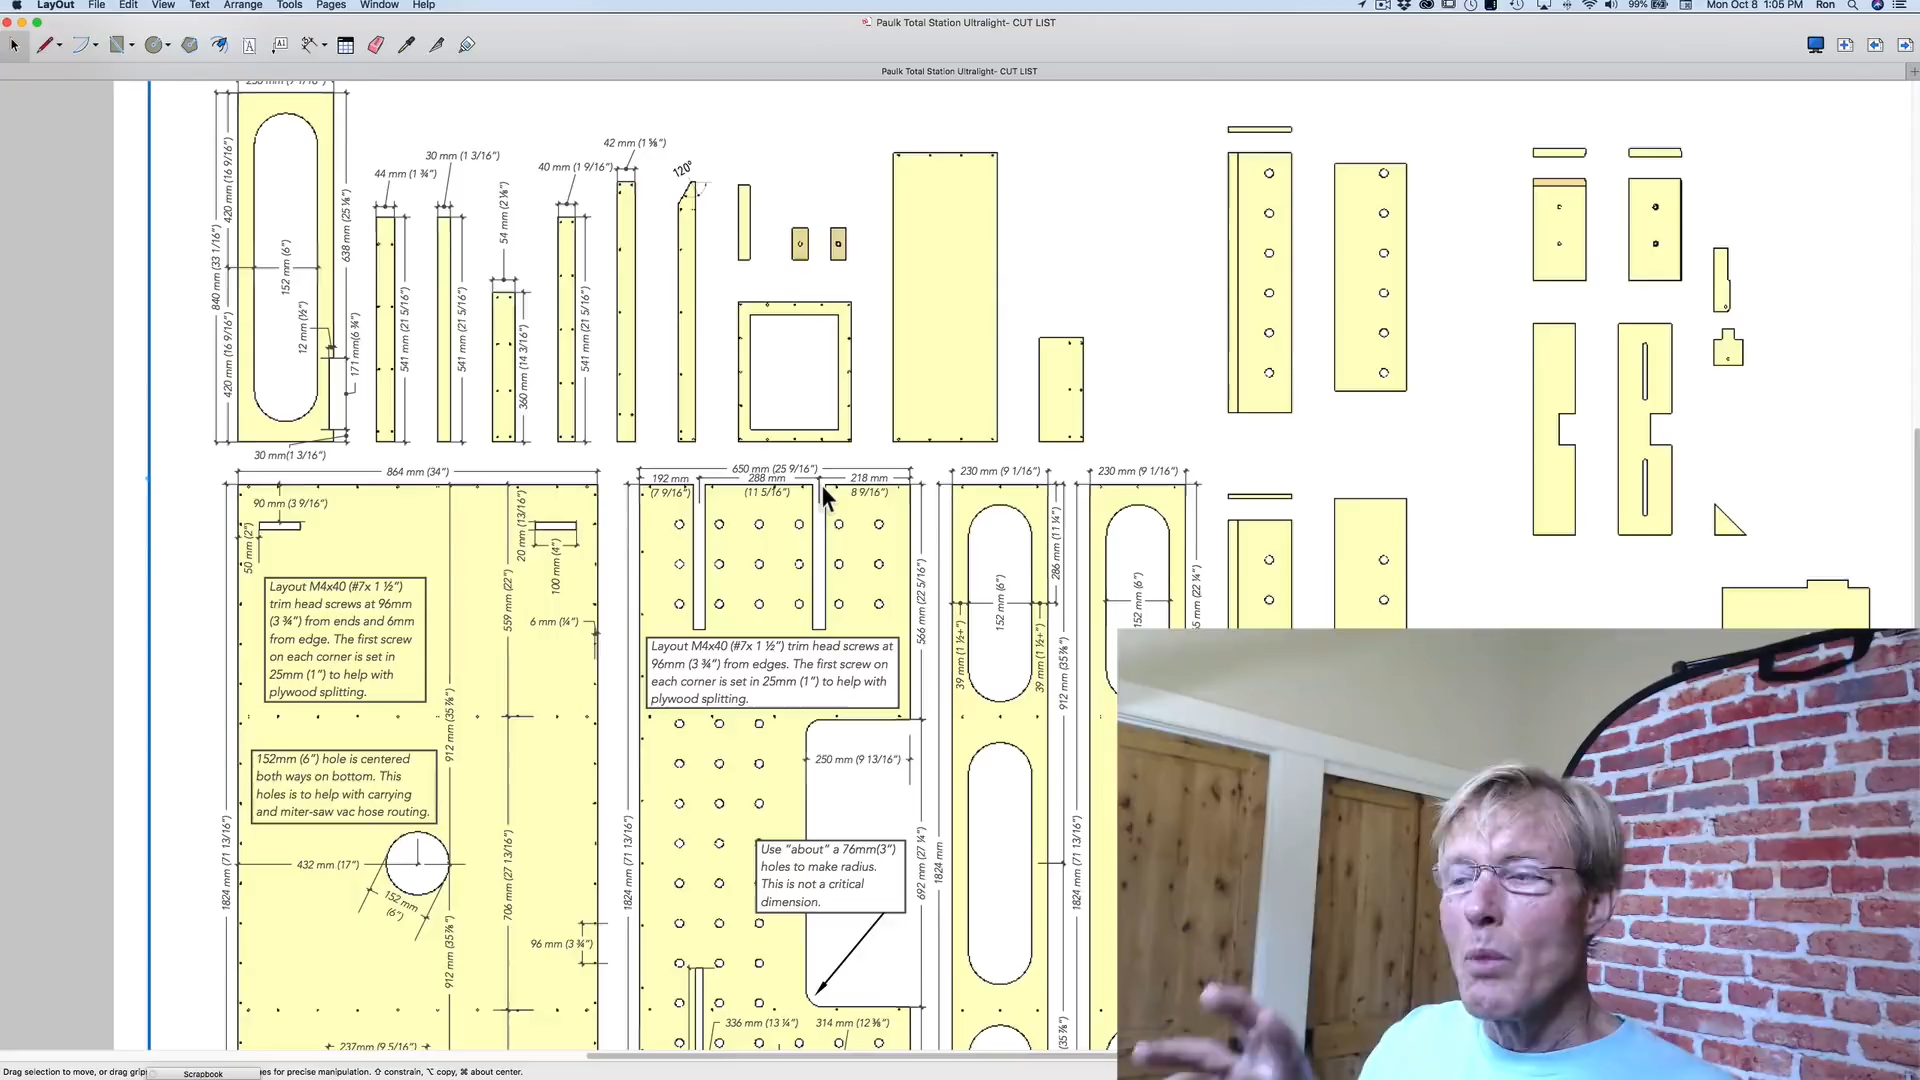 LayOut File Edit View Text Arrange Tools Pages Window Help
99% Mon Oct 8 1:05 PM Ron
Paulk Total Station Ultralight- CUT LIST
Paulk Total Station Ultralight- CUT LIST
42 mm (1 ⅝")
30 mm (1 3/16")
40 mm (1 9/16")
44 mm (1 ¾")
120°
54 mm (2 ⅛")
420 mm (16 9/16")
638 mm (25 ⅛")
840 mm (33 1/16")
152 mm (6")
12 mm (½")
171 mm(6 ¾")
420 mm (16 9/16")
541 mm (21 5/16")
541 mm (21 5/16")
360 mm (14 3/16")
541 mm (21 5/16")
30 mm(1 3/16")
864 mm (34")
650 mm (25 9/16")
192 mm
(7 9/16")
288 mm
(11 5/16")
218 mm
8 9/16")
230 mm (9 1/16")
230 mm (9 1/16")
90 mm (3 9/16")
50 mm (2")
20 mm (13/16")
100 mm (4")
559 mm (22")
6 mm (¼")
Layout M4x40 (#7x 1 ½")
trim head screws at 96mm
(3 ¾") from ends and 6mm
from edge. The first screw
on each corner is set in
25mm (1") to help with
plywood splitting.
Layout M4x40 (#7x 1 ½") trim head screws at
96mm (3 ¾") from edges. The first screw on
each corner is set in 25mm (1") to help with
plywood splitting.
566 mm (22 5/16")
286 mm (11 ¼")
152 mm (6")
152 mm (6")
39 mm (1 ½+")
39 mm (1 ½+")
912 mm (35 ⅞")
912 mm (35 ⅞")
152mm (6") hole is centered
both ways on bottom. This
holes is to help with carrying
and miter-saw vac hose routing.
250 mm (9 13/16")
Use "about" a 76mm(3")
holes to make radius.
This is not a critical
dimension.
432 mm (17")
152 mm
(6")
1824 mm (71 13/16")
706 mm (27 13/16")
912 mm (35 ⅞")
96 mm (3 ¾")
1824 mm (71 13/16")
692 mm (27 ¼")
1824 mm
1824 mm (71 13/16")
336 mm (13 ¼")
314 mm (12 ⅜")
237mm (9 5/16")
(35 ⅞")
Drag selection to move, or drag grip
Scrapbook
ges for precise manipulation. ⇧ constrain, ⌥ copy, ⌘ about center.